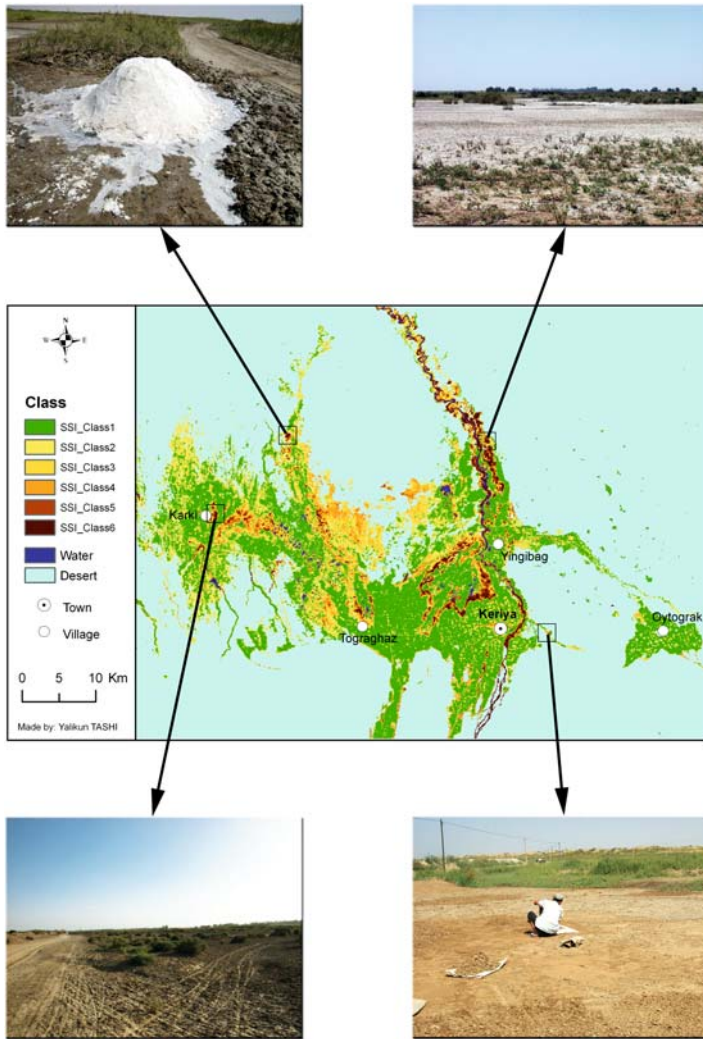 N
W E
S
Class
SSI_Class1
SSI_Class2
SSI_Class3
SSI_Class4
SSI_Class5
SSI_Class6
Water
Desert
Town
Village
0 5 10 Km
Made by: Yalikun TASHI
Karki
Yingibag
Keriya
Tograghaz
Oytograk